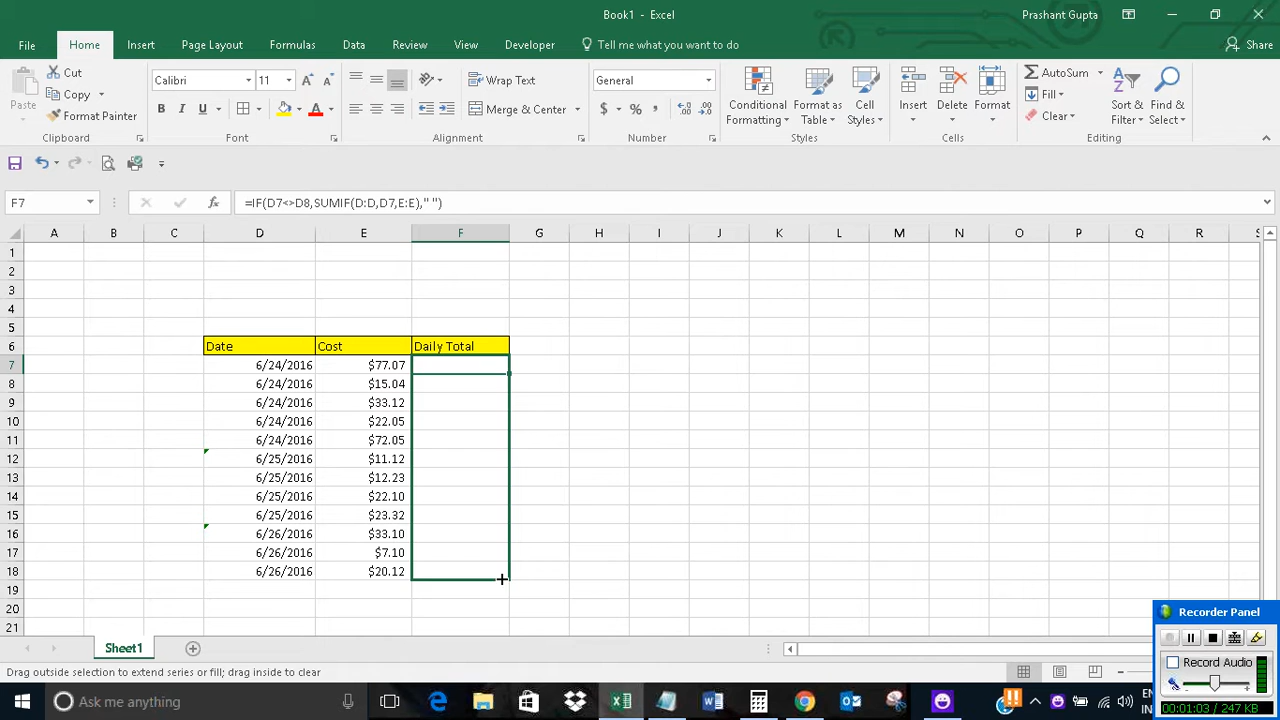 Book1 - Excel
Prashant Gupta
File Home Insert Page Layout Formulas Data Review View Developer Tell me what you want to do Share
Paste
Cut
Copy
Format Painter
Clipboard
Calibri 11
B I U
A A
Font
Wrap Text
Merge & Center
Alignment
General
$ % ,
Number
Conditional Formatting
Format as Table
Cell Styles
Styles
Insert
Delete
Format
Cells
AutoSum
Fill
Clear
Sort & Filter
Find & Select
Editing
F7
fx
=IF(D7<>D8,SUMIF(D:D,D7,E:E)," ")
A B C D E F G H I J K L M N O P Q R S
1
2
3
4
5
6 Date Cost Daily Total
7 6/24/2016 $77.07
8 6/24/2016 $15.04
9 6/24/2016 $33.12
10 6/24/2016 $22.05
11 6/24/2016 $72.05
12 6/25/2016 $11.12
13 6/25/2016 $12.23
14 6/25/2016 $22.10
15 6/25/2016 $23.32
16 6/26/2016 $33.10
17 6/26/2016 $7.10
18 6/26/2016 $20.12
19
20
21
Sheet1
Drag outside selection to extend series or fill; drag inside to clear
Recorder Panel
Record Audio
00:01:03 / 247 KB
Ask me anything